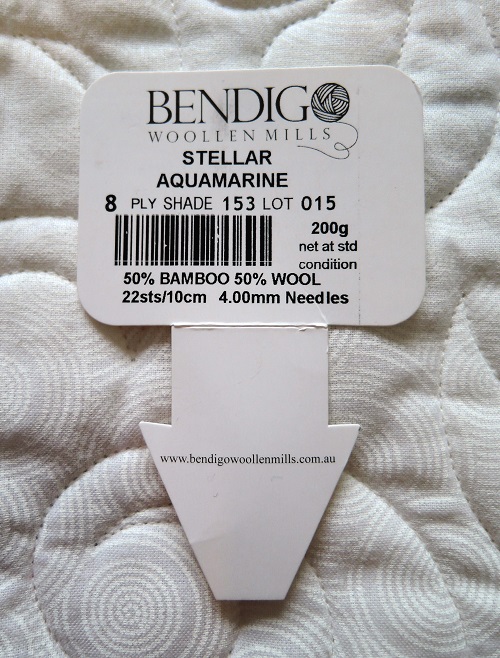 BENDIGO
WOOLLEN MILLS
STELLAR
AQUAMARINE
8 PLY SHADE 153 LOT 015
200g
net at std
condition
50% BAMBOO 50% WOOL
22sts/10cm 4.00mm Needles
www.bendigowoollenmills.com.au